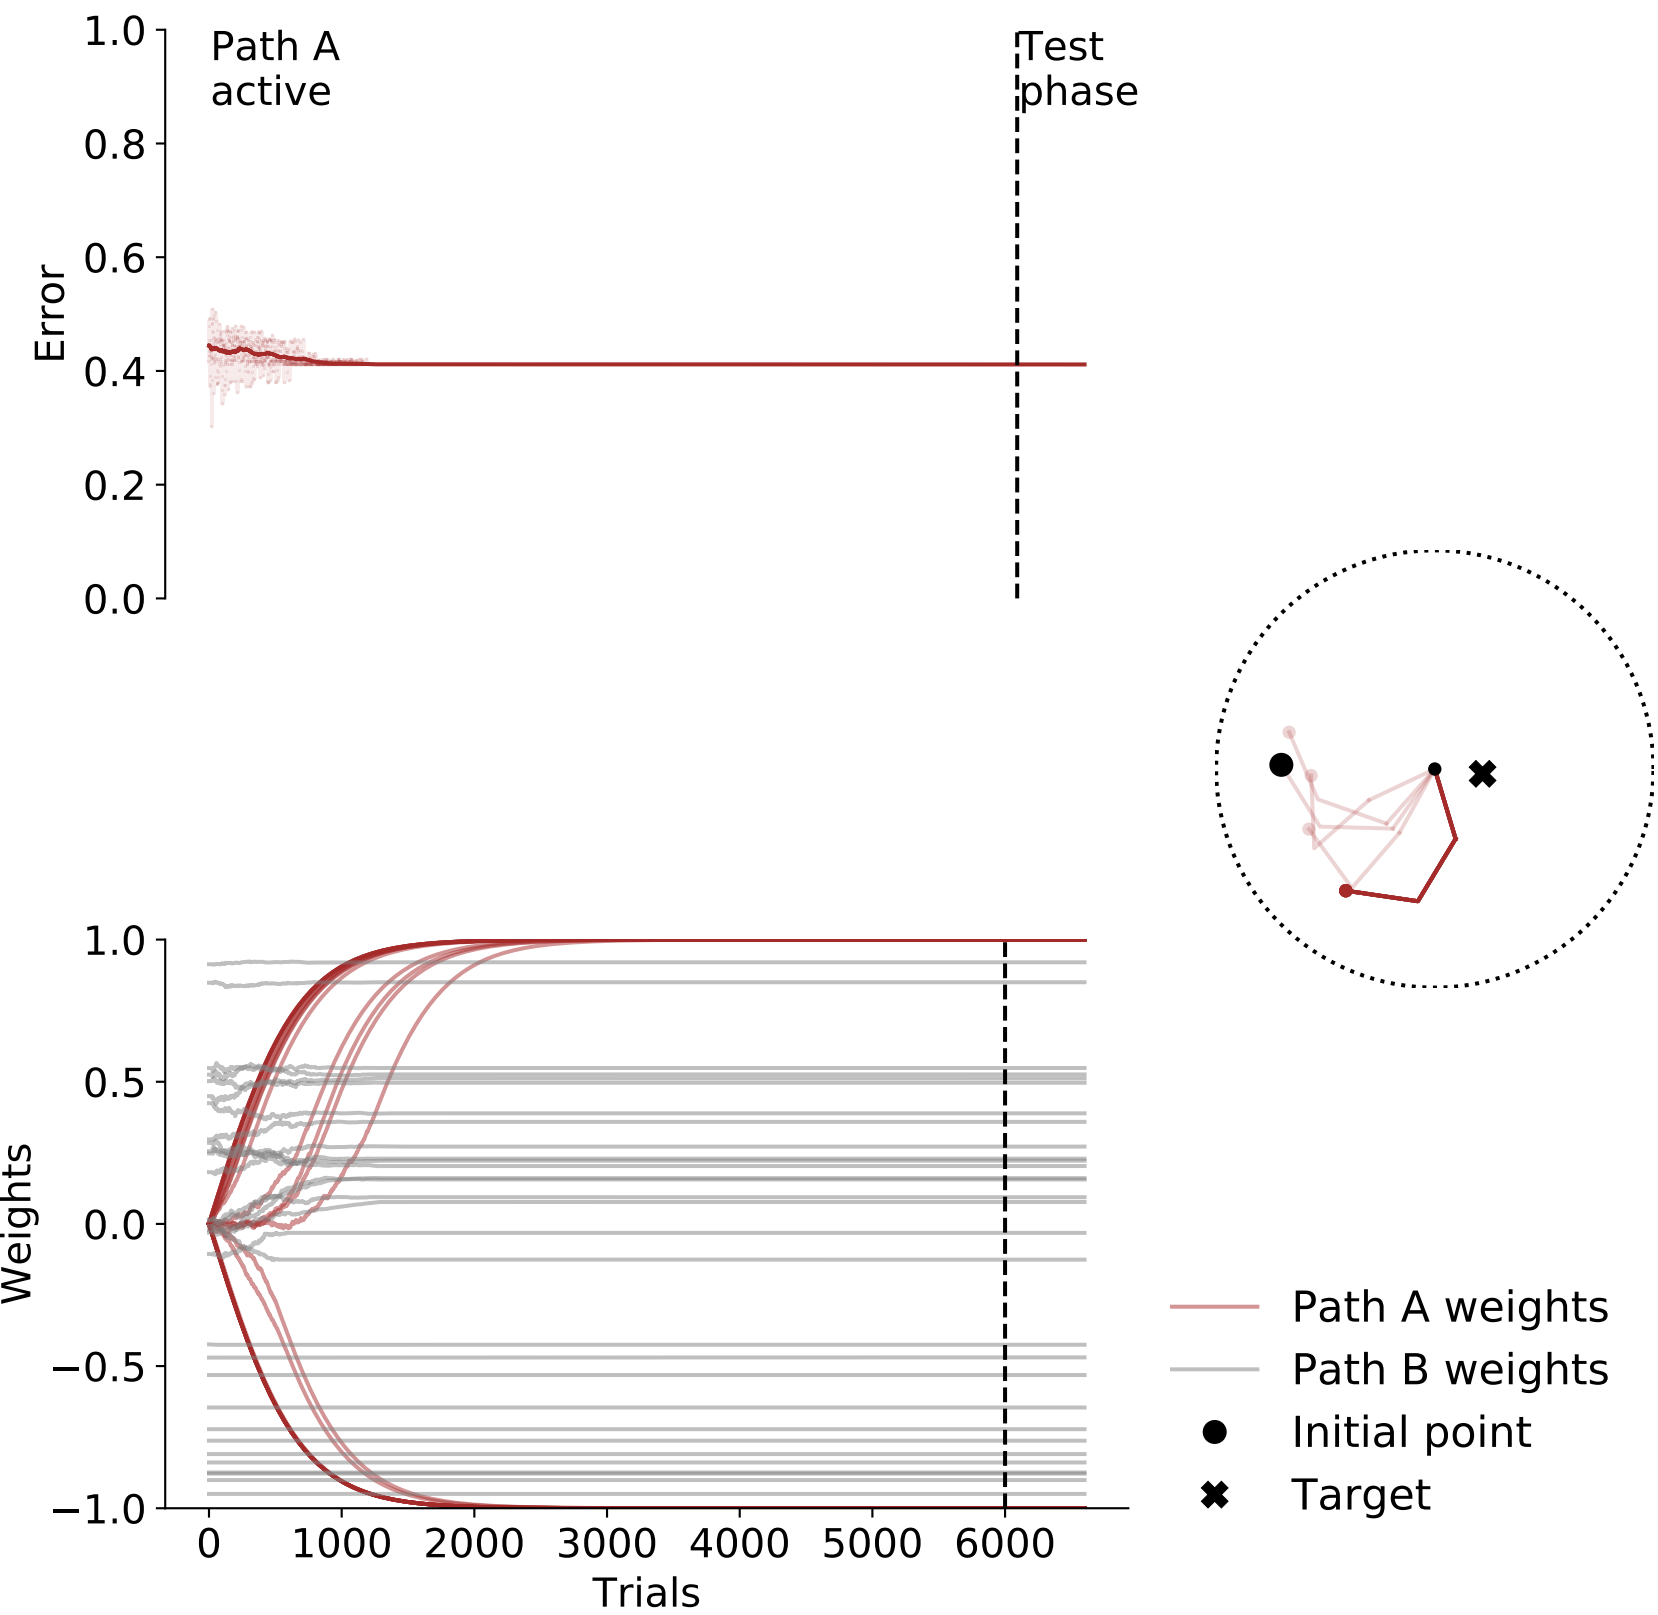 1.0
0.8
0.6
0.4
0.2
0.0
Error
Path A
active
Test
phase
1.0
0.5
0.0
−0.5
−1.0
Weights
0 1000 2000 3000 4000 5000 6000
Trials
Path A weights
Path B weights
Initial point
Target